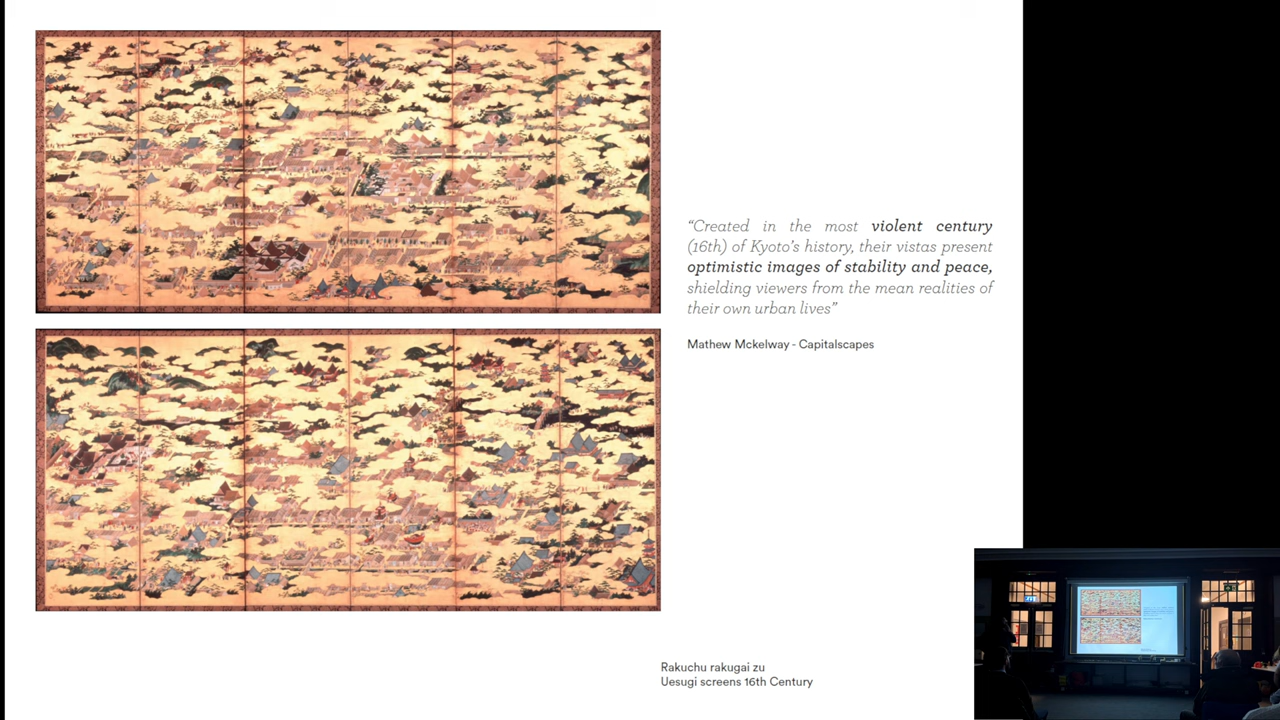 “Created in the most violent century
(16th) of Kyoto’s history, their vistas present
optimistic images of stability and peace,
shielding viewers from the mean realities of
their own urban lives”
Mathew Mckelway - Capitalscapes
Rakuchu rakugai zu
Uesugi screens 16th Century